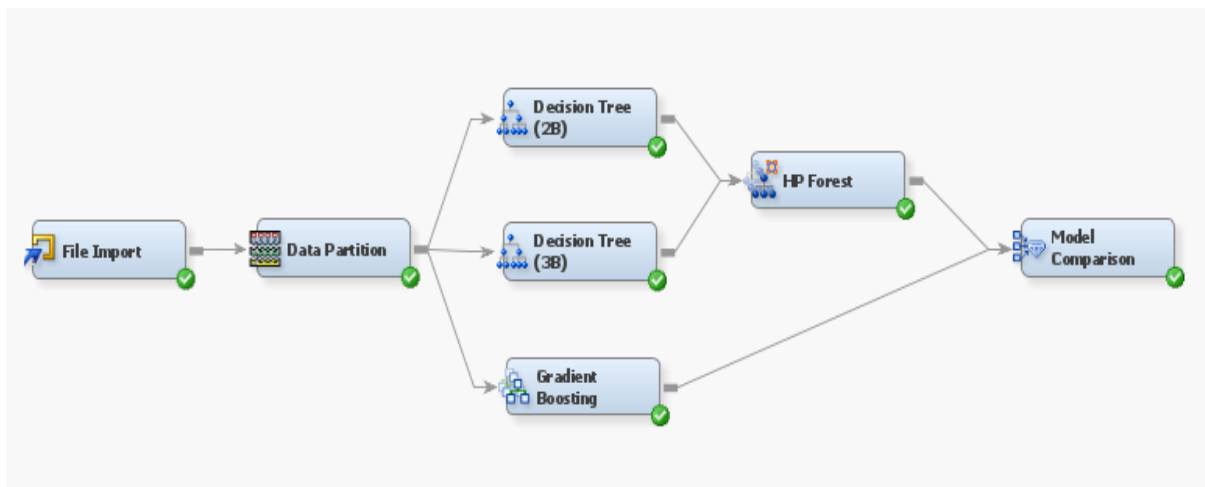 File Import
Data Partition
Decision Tree
(2B)
Decision Tree
(3B)
Gradient
Boosting
HP Forest
Model
Comparison